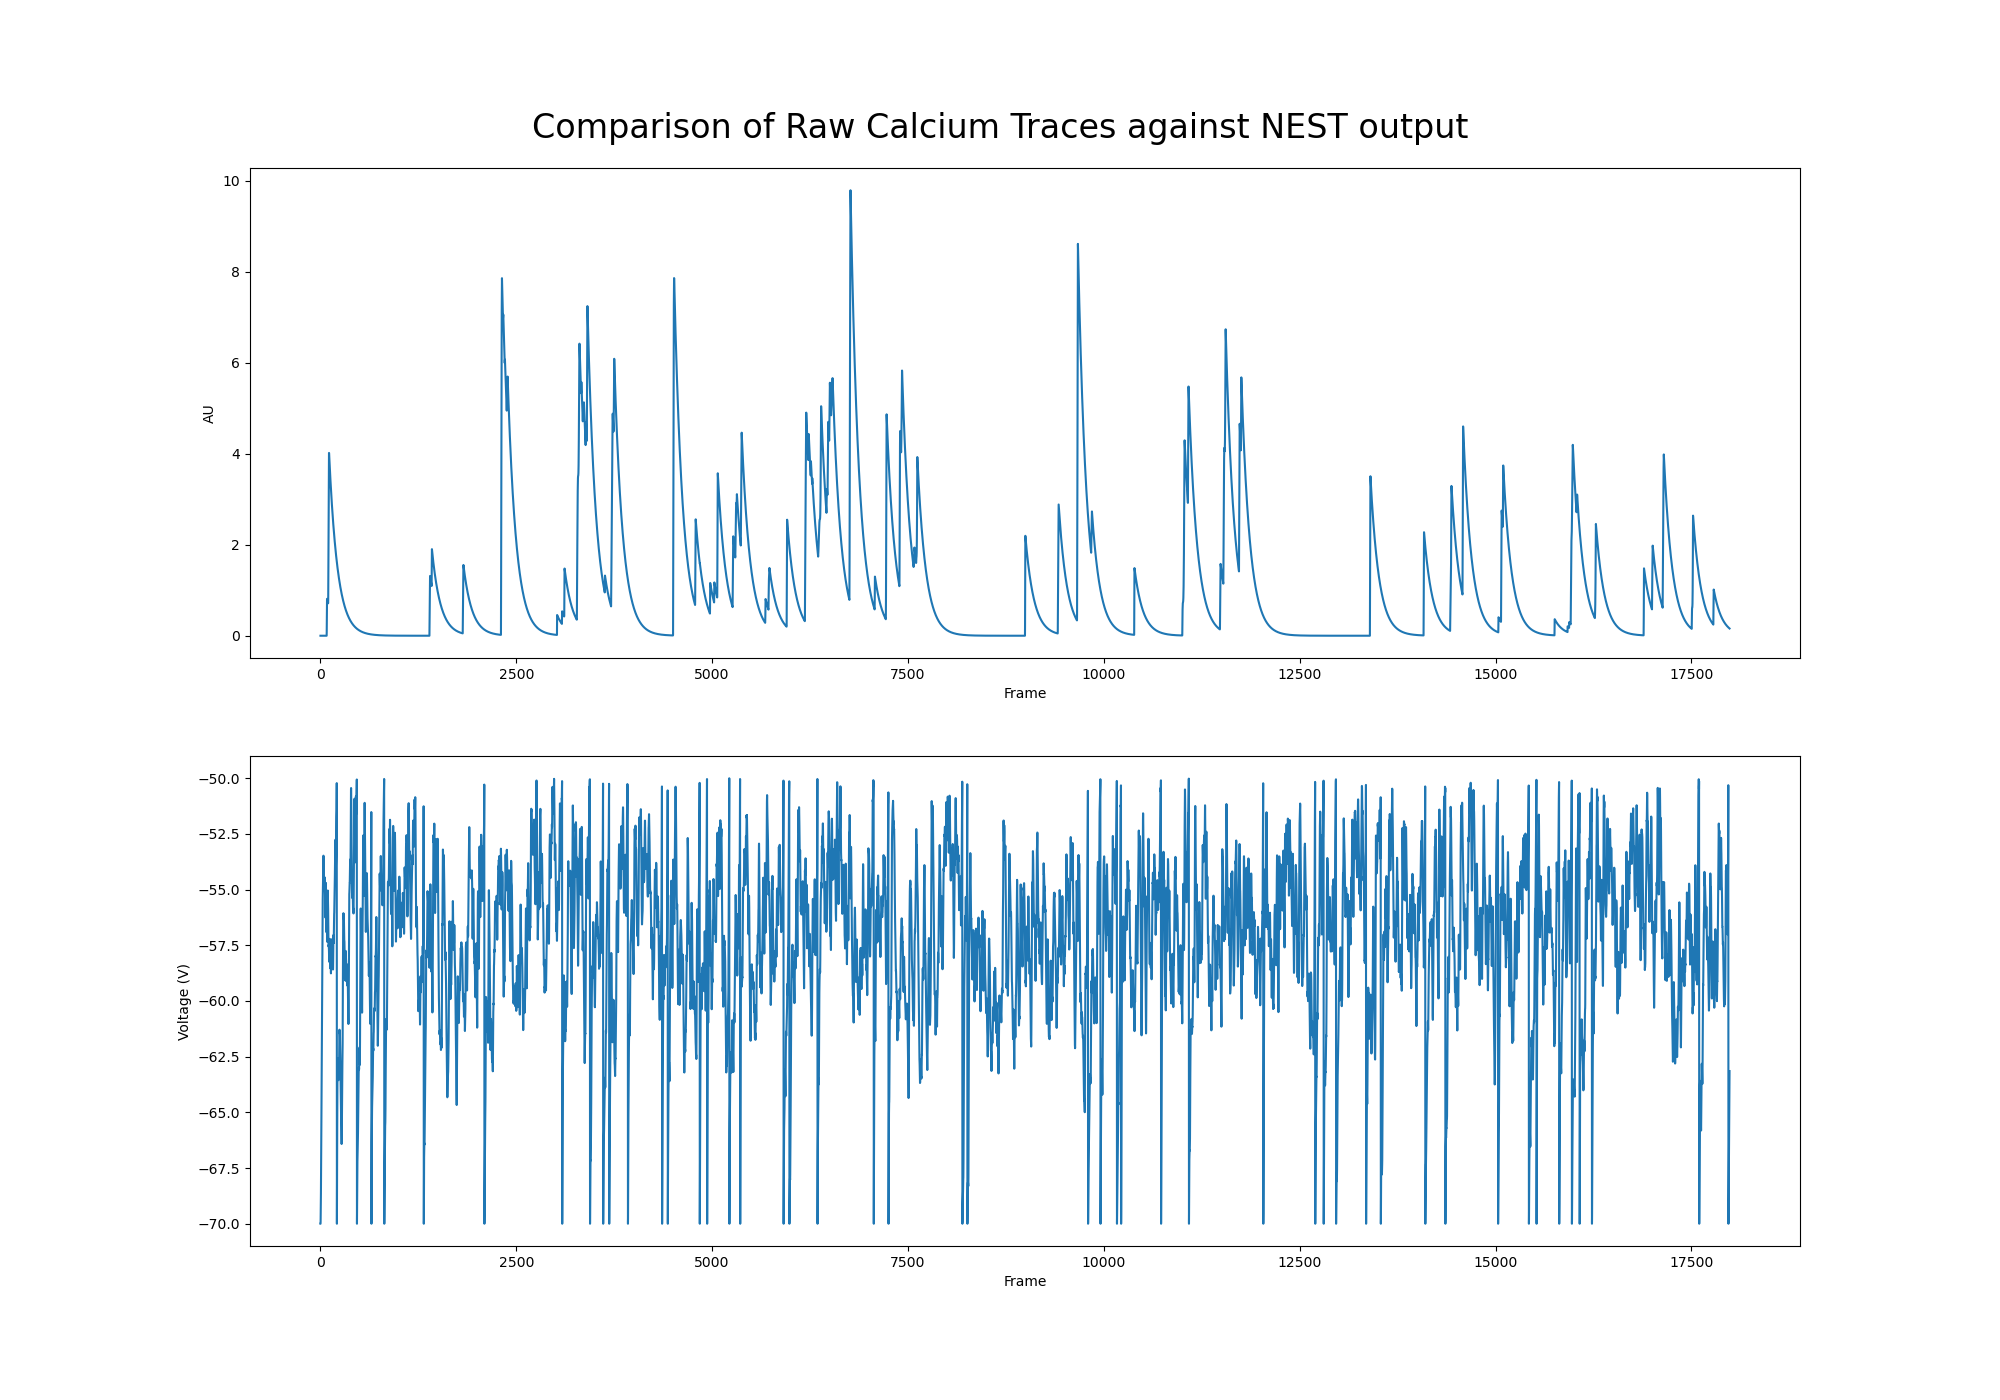 Comparison of Raw Calcium Traces against NEST output
10
8
6
4
2
0
AU
0 2500 5000 7500 10000 12500 15000 17500
Frame
−50.0
−52.5
−55.0
−57.5
−60.0
−62.5
−65.0
−67.5
−70.0
Voltage (V)
0 2500 5000 7500 10000 12500 15000 17500
Frame